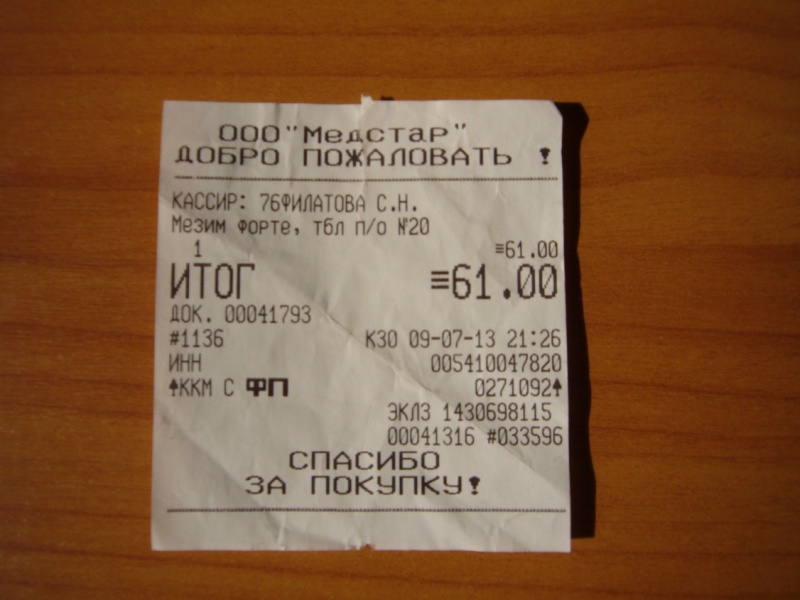 ООО"Медстар"
ДОБРО ПОЖАЛОВАТЬ !
КАССИР: 76ФИЛАТОВА С.Н.
Мезим форте, тбл п/о №20
1 ≡61.00
ИТОГ ≡61.00
ДОК. 00041793
#1136 КЗО 09-07-13 21:26
ИНН 005410047820
ККМ С ФП 0271092
ЭКЛЗ 1430698115
00041316 #033596
СПАСИБО
ЗА ПОКУПКУ!